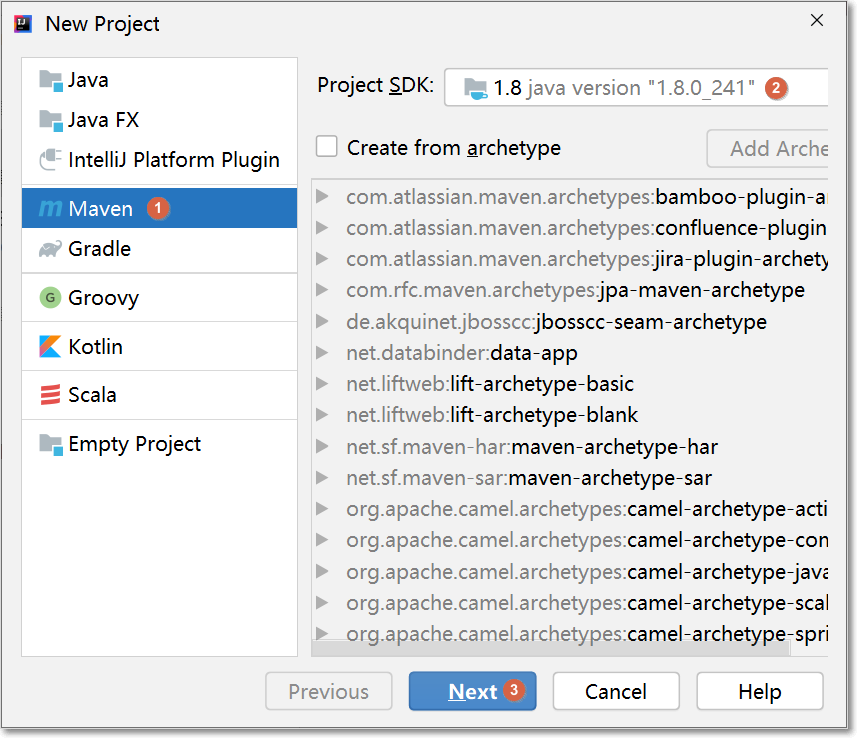 New Project
Java
Java FX
IntelliJ Platform Plugin
Maven 1
Gradle
G Groovy
Kotlin
Scala
Empty Project
Project SDK: 1.8 java version "1.8.0_241" 2
Create from archetype
Add Arche
com.atlassian.maven.archetypes:bamboo-plugin-a
com.atlassian.maven.archetypes:confluence-plugin
com.atlassian.maven.archetypes:jira-plugin-archety
com.rfc.maven.archetypes:jpa-maven-archetype
de.akquinet.jbosscc:jbosscc-seam-archetype
net.databinder:data-app
net.liftweb:lift-archetype-basic
net.liftweb:lift-archetype-blank
net.sf.maven-har:maven-archetype-har
net.sf.maven-sar:maven-archetype-sar
org.apache.camel.archetypes:camel-archetype-acti
org.apache.camel.archetypes:camel-archetype-con
org.apache.camel.archetypes:camel-archetype-java
org.apache.camel.archetypes:camel-archetype-scal
org.apache.camel.archetypes:camel-archetype-spri
Previous
Next 3
Cancel
Help